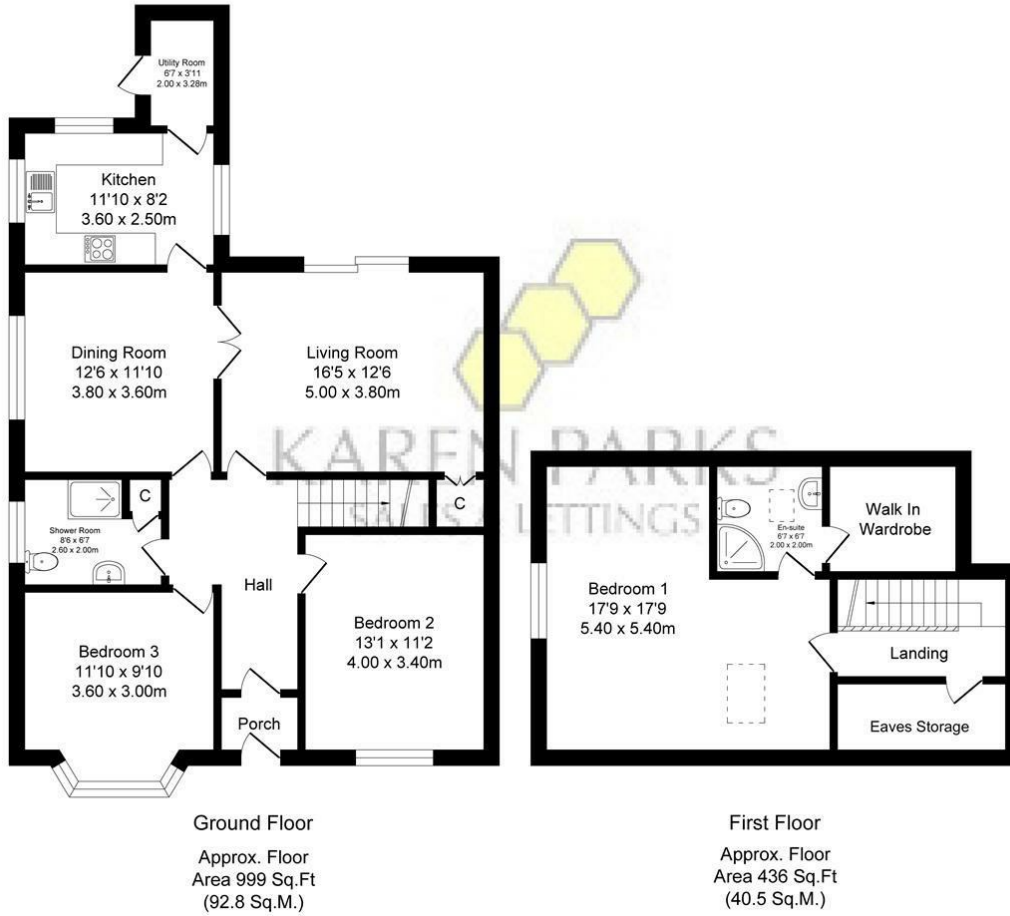 Utility Room
6'7 x 3'11
2.00 x 3.28m
Kitchen
11'10 x 8'2
3.60 x 2.50m
Dining Room
12'6 x 11'10
3.80 x 3.60m
Living Room
16'5 x 12'6
5.00 x 3.80m
KAREN PARKS
SALES & LETTINGS
C
C
Shower Room
8'6 x 6'7
2.60 x 2.00m
Hall
Bedroom 2
13'1 x 11'2
4.00 x 3.40m
Bedroom 3
11'10 x 9'10
3.60 x 3.00m
Porch
Ground Floor
Approx. Floor
Area 999 Sq.Ft
(92.8 Sq.M.)
En-suite
6'7 x 6'7
2.00 x 2.00m
Walk In
Wardrobe
Bedroom 1
17'9 x 17'9
5.40 x 5.40m
Landing
Eaves Storage
First Floor
Approx. Floor
Area 436 Sq.Ft
(40.5 Sq.M.)